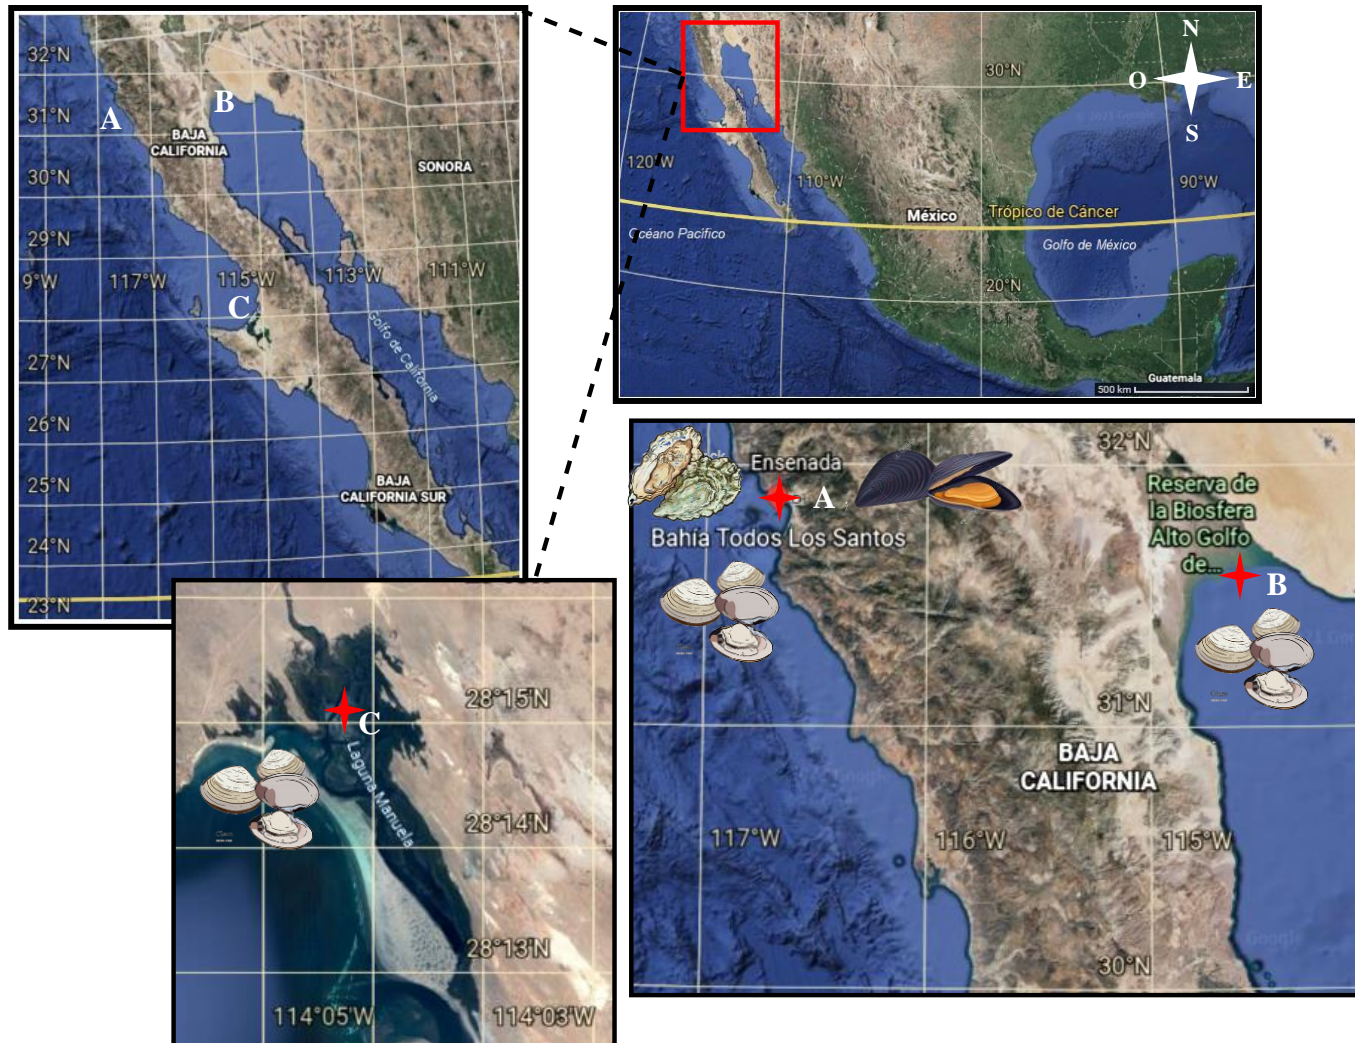 32°N
31°N
30°N
29°N
9°W
117°W
115°W
113°W
111°W
27°N
26°N
25°N
24°N
23°N
A
B
C
BAJA
CALIFORNIA
SONORA
Golfo de California
BAJA
CALIFORNIA SUR
N
O
E
S
30°N
120°W
110°W
90°W
México
Trópico de Cáncer
Océano Pacífico
Golfo de México
20°N
Guatemala
500 km
Ensenada
A
Bahía Todos Los Santos
32°N
Reserva de
la Biosfera
Alto Golfo
de...
B
31°N
BAJA
CALIFORNIA
117°W
116°W
115°W
30°N
28°15'N
C
Laguna Manuela
28°14'N
28°13'N
114°05'W
114°03'W